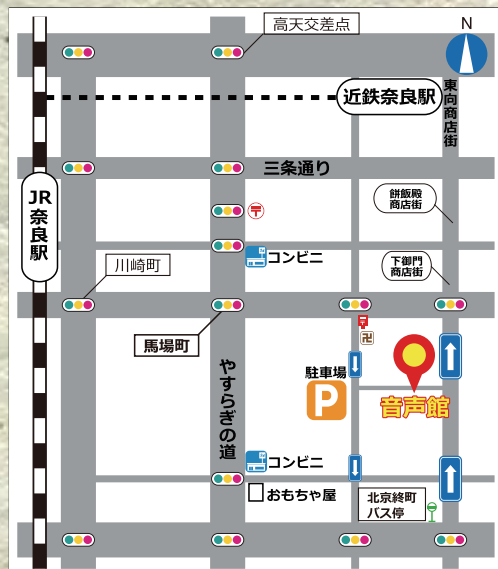 高天交差点
N
近鉄奈良駅
東向商店街
三条通り
JR
奈良駅
餅飯殿
商店街
〒
コンビニ
川崎町
下御門
商店街
馬場町
卍
やすらぎの道
駐車場
P
音声館
コンビニ
おもちゃ屋
北京終町
バス停